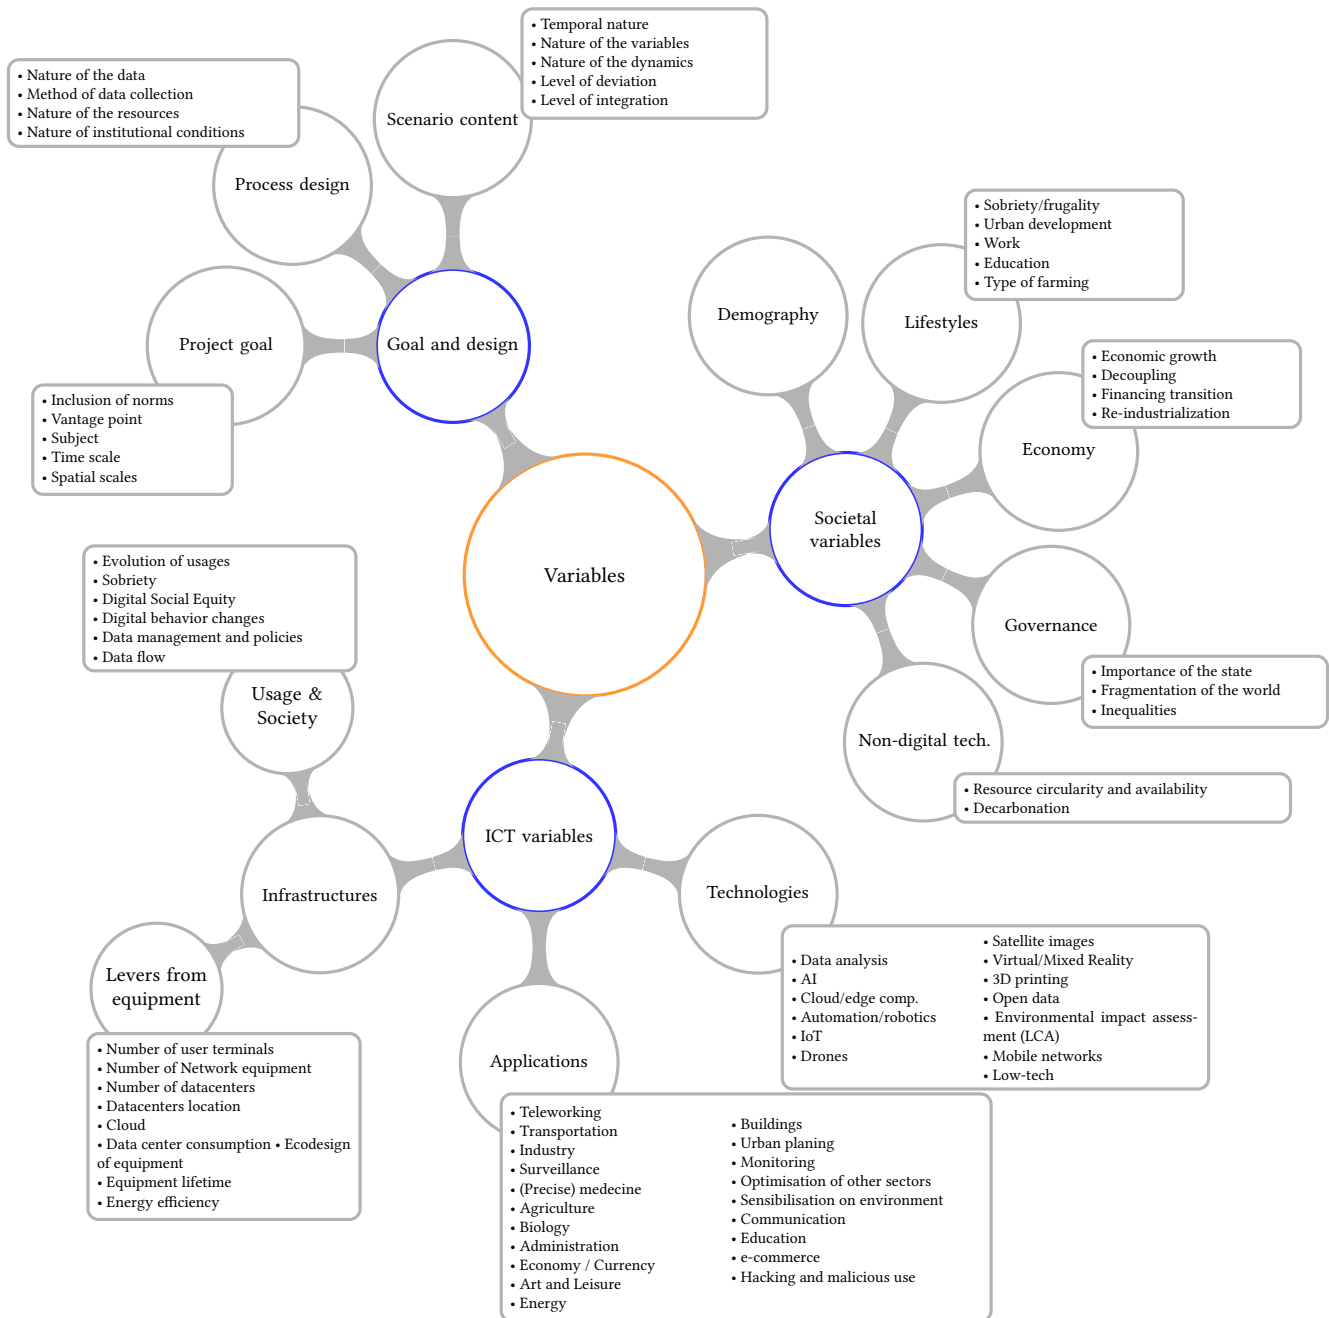 • Temporal nature
• Nature of the variables
• Nature of the dynamics
• Level of deviation
• Level of integration
Scenario content
• Nature of the data
• Method of data collection
• Nature of the resources
• Nature of institutional conditions
Process design
Project goal
• Inclusion of norms
• Vantage point
• Subject
• Time scale
• Spatial scales
Goal and design
Variables
Societal
variables
Demography
Lifestyles
• Sobriety/frugality
• Urban development
• Work
• Education
• Type of farming
Economy
• Economic growth
• Decoupling
• Financing transition
• Re-industrialization
Governance
• Importance of the state
• Fragmentation of the world
• Inequalities
Non-digital tech.
• Resource circularity and availability
• Decarbonation
ICT variables
• Evolution of usages
• Sobriety
• Digital Social Equity
• Digital behavior changes
• Data management and policies
• Data flow
Usage &
Society
Infrastructures
Levers from
equipment
• Number of user terminals
• Number of Network equipment
• Number of datacenters
• Datacenters location
• Cloud
• Data center consumption • Ecodesign
of equipment
• Equipment lifetime
• Energy efficiency
Technologies
• Data analysis
• AI
• Cloud/edge comp.
• Automation/robotics
• IoT
• Drones
• Satellite images
• Virtual/Mixed Reality
• 3D printing
• Open data
• Environmental impact assess-
ment (LCA)
• Mobile networks
• Low-tech
Applications
• Teleworking
• Transportation
• Industry
• Surveillance
• (Precise) medecine
• Agriculture
• Biology
• Administration
• Economy / Currency
• Art and Leisure
• Energy
• Buildings
• Urban planing
• Monitoring
• Optimisation of other sectors
• Sensibilisation on environment
• Communication
• Education
• e-commerce
• Hacking and malicious use